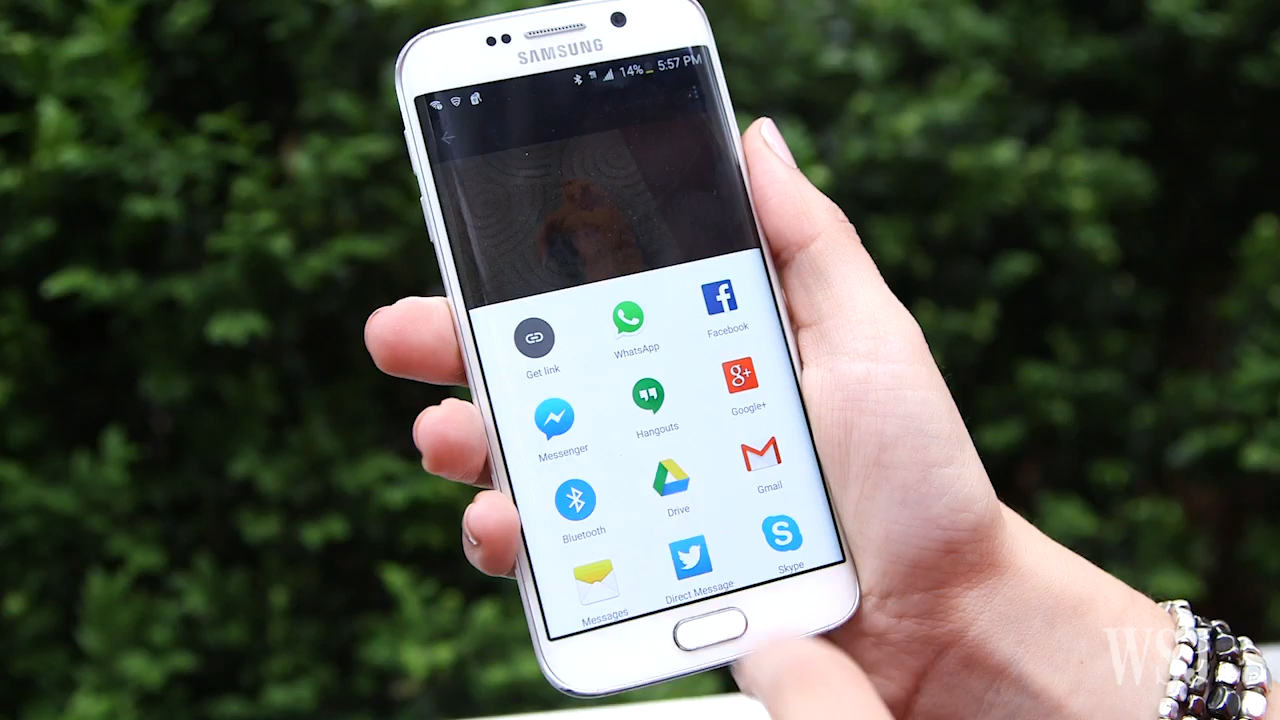 SAMSUNG
14% 5:57 PM
Get link
WhatsApp
Facebook
Messenger
Hangouts
Google+
Bluetooth
Drive
Gmail
Messages
Direct Message
Skype
WSJ